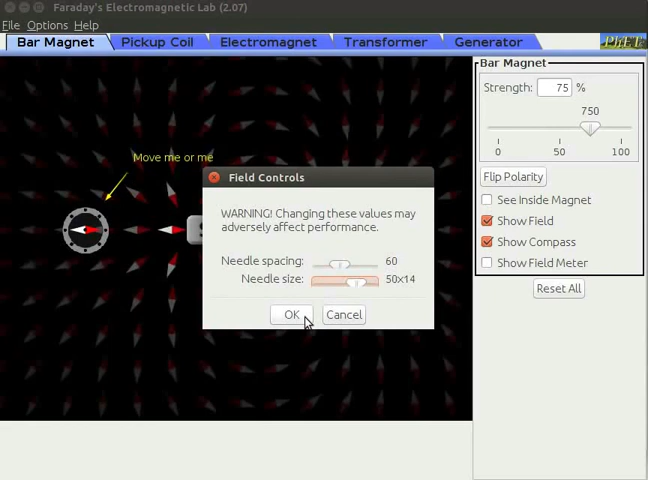 Faraday's Electromagnetic Lab (2.07)
File Options Help
Bar Magnet Pickup Coil Electromagnet Transformer Generator PhET
Bar Magnet
Strength: 75 %
750
0 50 100
Flip Polarity
See Inside Magnet
Show Field
Show Compass
Show Field Meter
Reset All
Move me or me
Field Controls
WARNING! Changing these values may
adversely affect performance.
Needle spacing: 60
Needle size: 50x14
OK Cancel